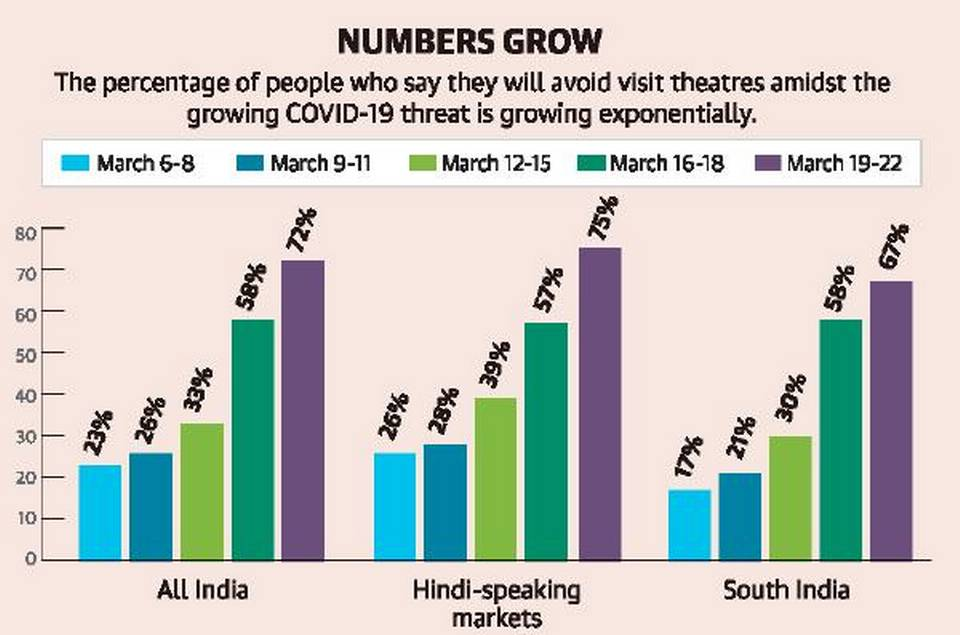 NUMBERS GROW
The percentage of people who say they will avoid visit theatres amidst the
growing COVID-19 threat is growing exponentially.
March 6-8 March 9-11 March 12-15 March 16-18 March 19-22
80
70
60
50
40
30
20
10
0
23% 26% 33% 58% 72%
26% 28% 39% 57% 75%
17% 21% 30% 58% 67%
All India
Hindi-speaking
markets
South India